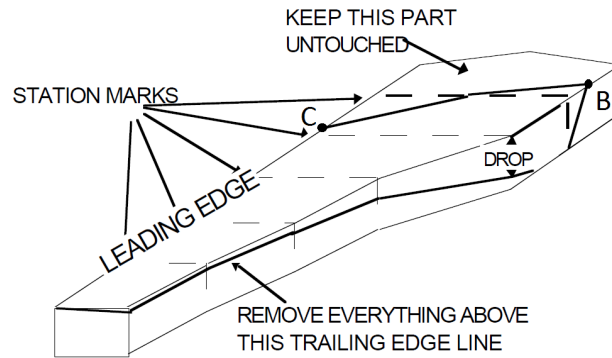 KEEP THIS PART
UNTOUCHED
STATION MARKS
C
B
DROP
LEADING EDGE
REMOVE EVERYTHING ABOVE
THIS TRAILING EDGE LINE